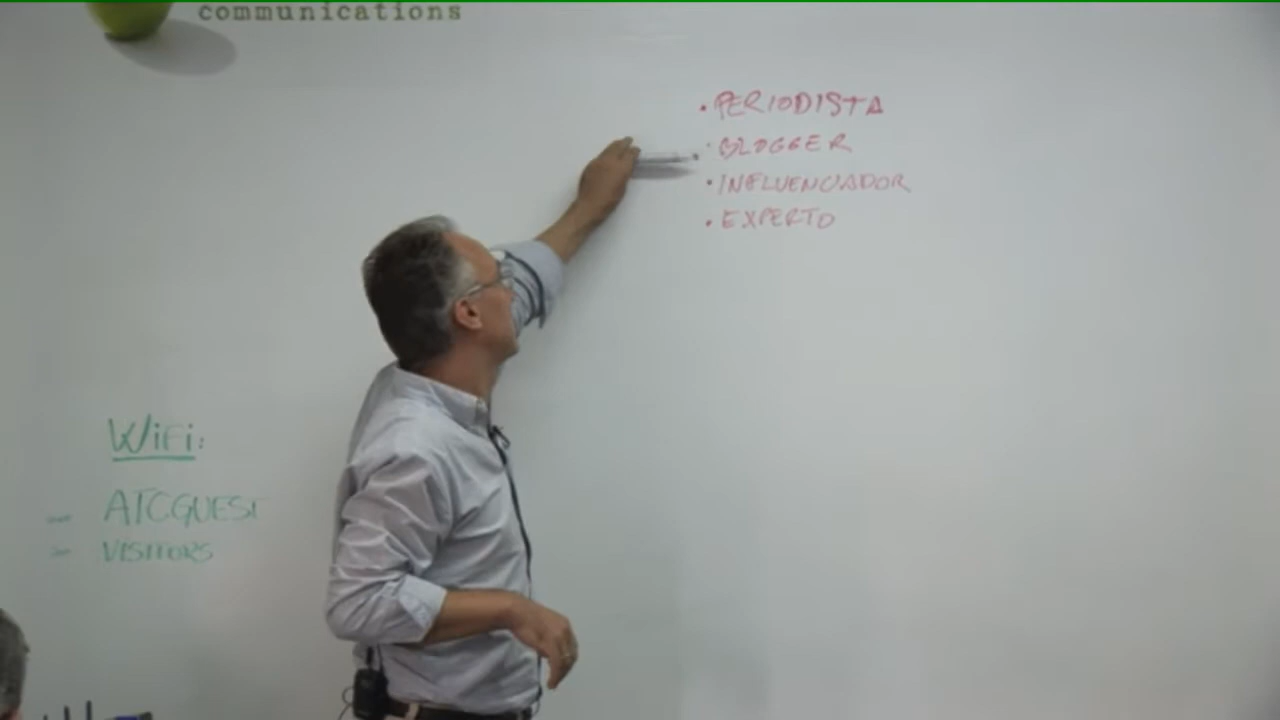 communications
• PERIODISTA
• BLOGGER
• INFLUENCIADOR
• EXPERTO
WiFi:
- ATCGUEST
- VISITORS